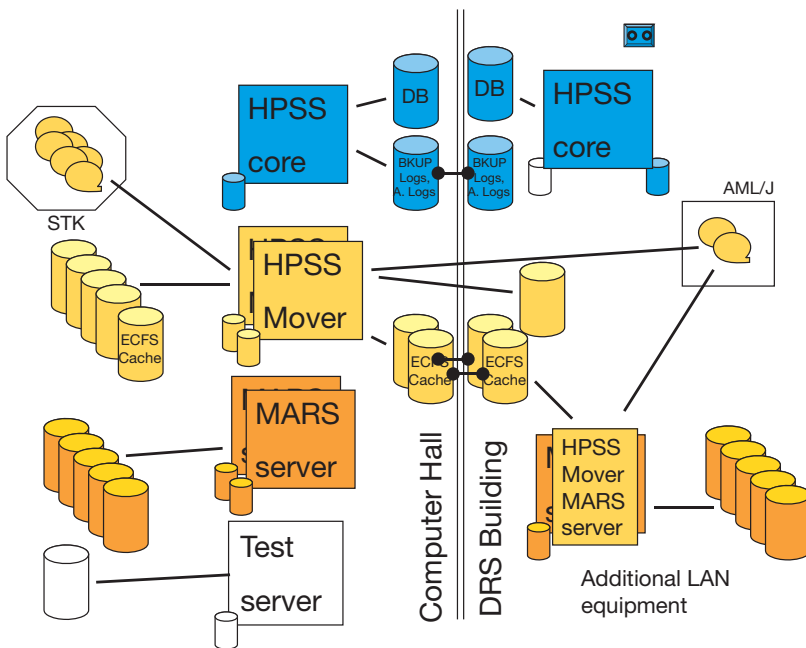 HPSS
core
DB
DB
HPSS
core
BKUP
Logs,
A. Logs
BKUP
Logs,
A. Logs
STK
AML/J
HPSS
Mover
ECFS
Cache
ECFS
Cache
ECFS
Cache
MARS
server
HPSS
Mover
MARS
server
Test
server
Computer Hall
DRS Building
Additional LAN
equipment